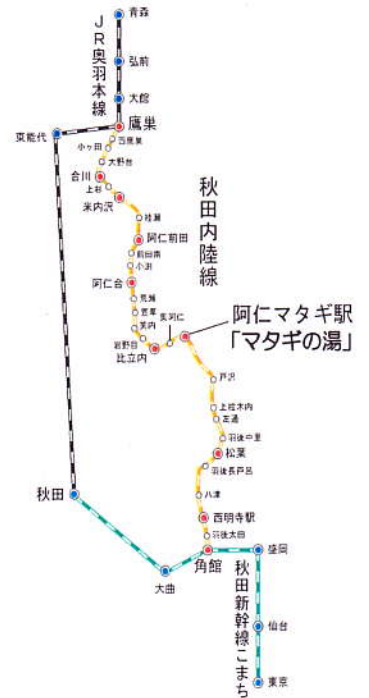 青森
JR奥羽本線
弘前
大館
鷹巣
東能代
西鷹巣
小ヶ田
大野台
合川
上杉
米内沢
秋田内陸線
桂瀬
阿仁前田
前田南
小渕
阿仁合
荒瀬
萱草
笑内
岩野目
比立内
奥阿仁
阿仁マタギ駅
「マタギの湯」
戸沢
上桧木内
左通
羽後中里
松葉
羽後長戸呂
八津
西明寺駅
羽後太田
角館
秋田
大曲
盛岡
秋田新幹線こまち
仙台
東京